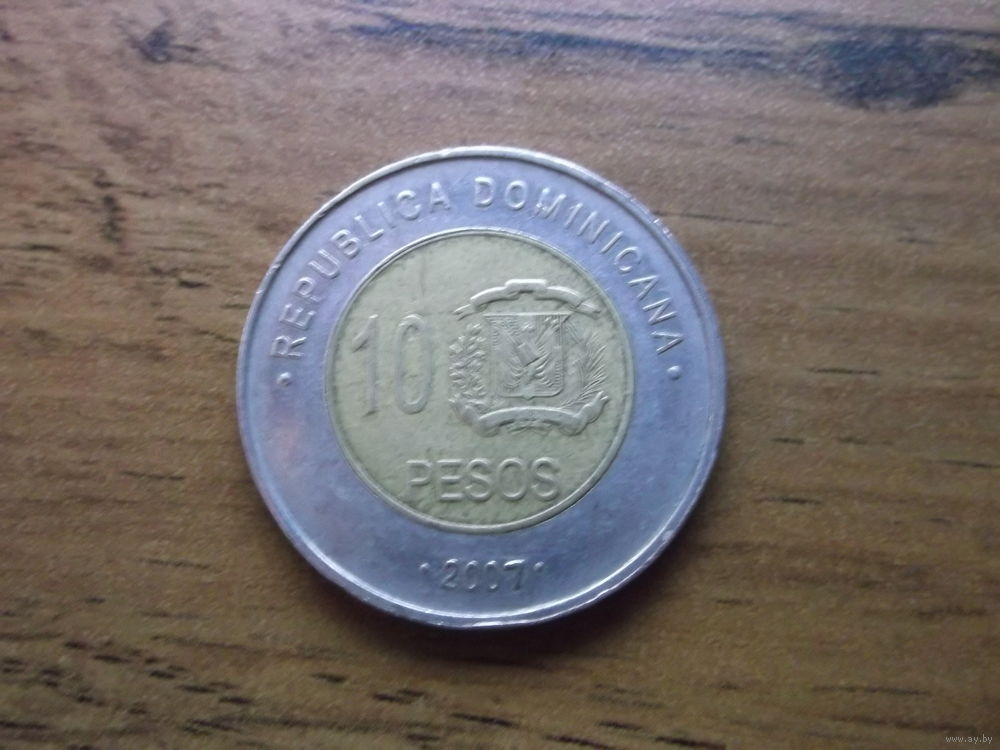 • REPUBLICA DOMINICANA •
10
PESOS
• 2007 •
www.ay.by